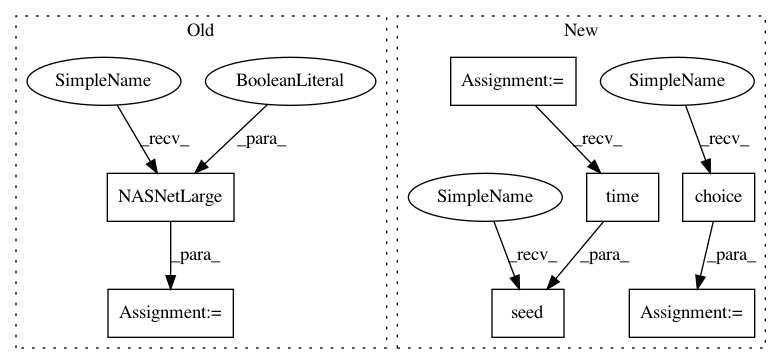 Old
New
SimpleName
BooleanLiteral
Assignment:=
SimpleName
_recv_
_para_
_recv_
_recv_
NASNetLarge
SimpleName
time
choice
_para_
_recv_
_para_
_para_
Assignment:=
seed
Assignment:=